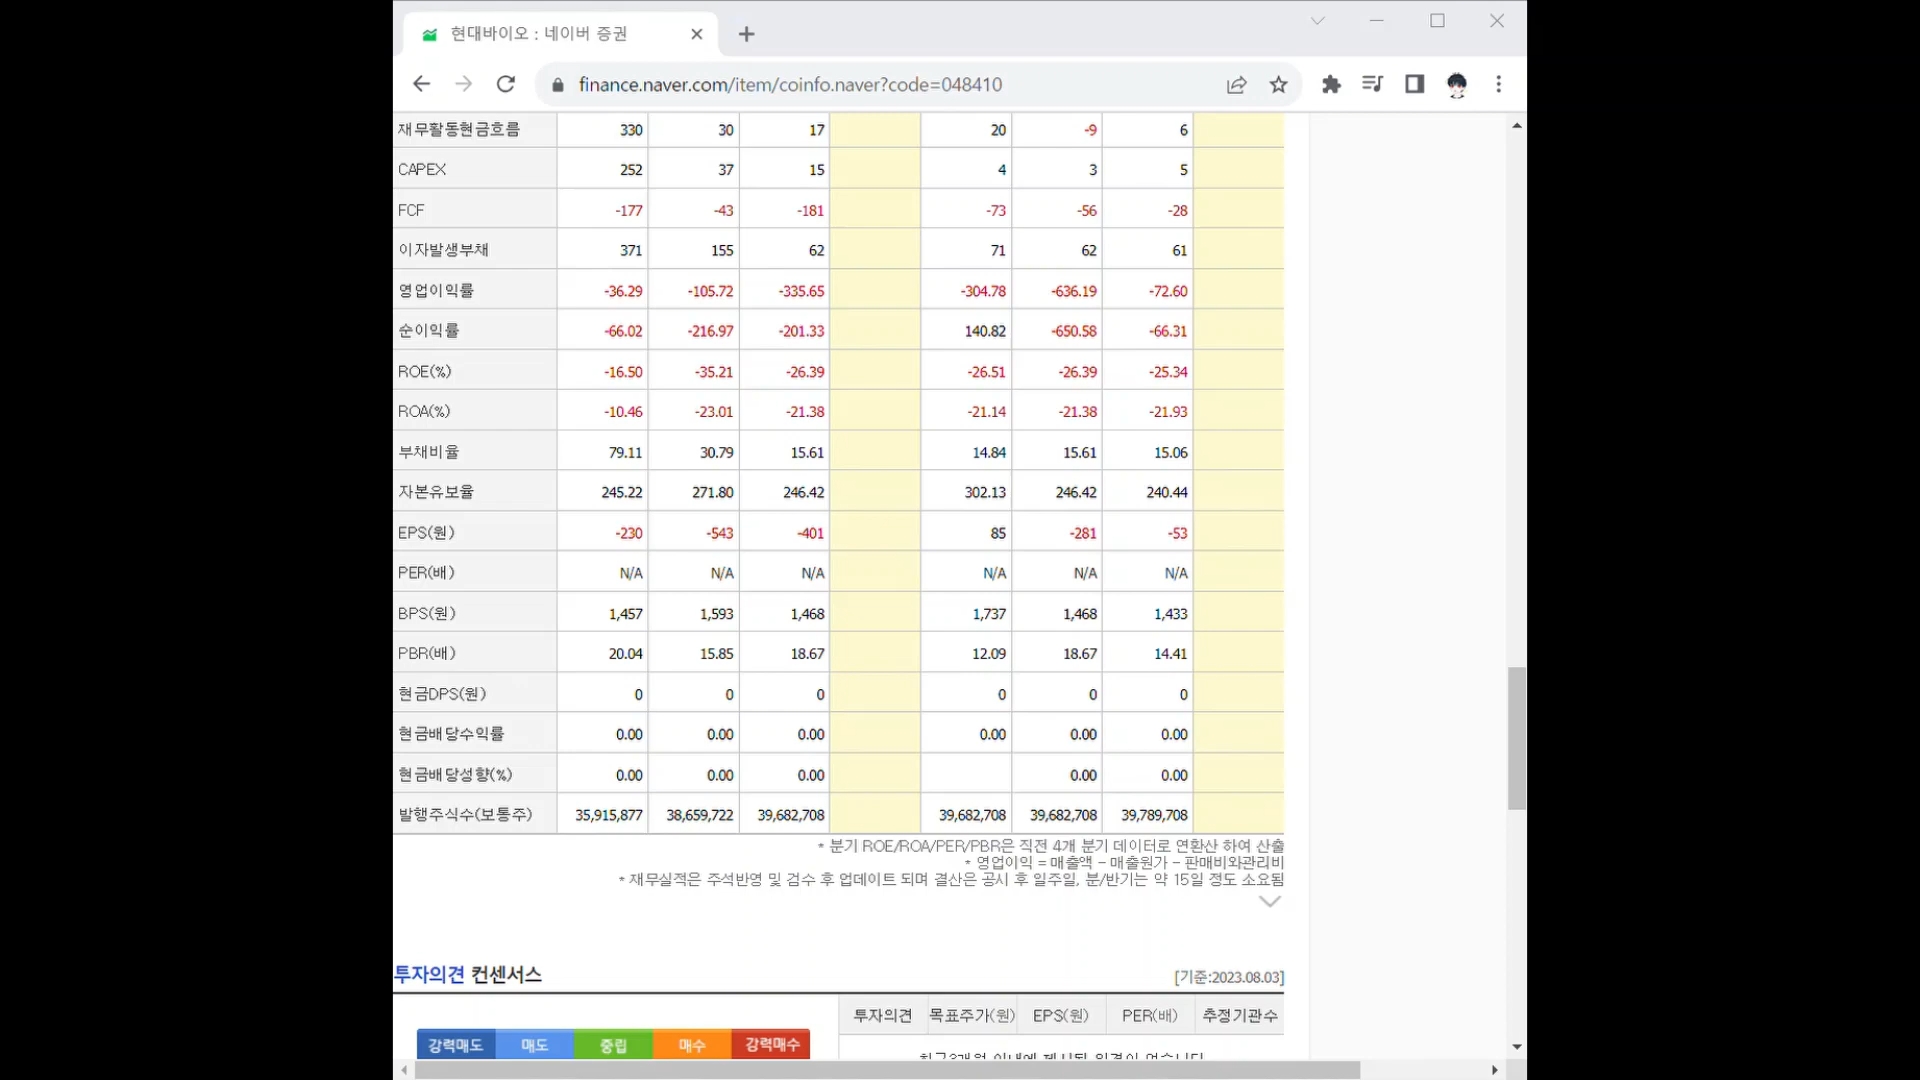 현대바이오 : 네이버 증권
finance.naver.com/item/coinfo.naver?code=048410
재무활동현금흐름 330 30 17 20 -9 6
CAPEX 252 37 15 4 3 5
FCF -177 -43 -181 -73 -56 -28
이자발생부채 371 155 62 71 62 61
영업이익률 -36.29 -105.72 -335.65 -304.78 -636.19 -72.60
순이익률 -66.02 -216.97 -201.33 140.82 -650.58 -66.31
ROE(%) -16.50 -35.21 -26.39 -26.51 -26.39 -25.34
ROA(%) -10.46 -23.01 -21.38 -21.14 -21.38 -21.93
부채비율 79.11 30.79 15.61 14.84 15.61 15.06
자본유보율 245.22 271.80 246.42 302.13 246.42 240.44
EPS(원) -230 -543 -401 85 -281 -53
PER(배) N/A N/A N/A N/A N/A N/A
BPS(원) 1,457 1,593 1,468 1,737 1,468 1,433
PBR(배) 20.04 15.85 18.67 12.09 18.67 14.41
현금DPS(원) 0 0 0 0 0 0
현금배당수익률 0.00 0.00 0.00 0.00 0.00 0.00
현금배당성향(%) 0.00 0.00 0.00 0.00 0.00
발행주식수(보통주) 35,915,877 38,659,722 39,682,708 39,682,708 39,682,708 39,789,708
* 분기 ROE/ROA/PER/PBR은 직전 4개 분기 데이터로 연환산 하여 산출
* 영업이익 = 매출액 - 매출원가 - 판매비와관리비
* 재무실적은 주석반영 및 검수 후 업데이트 되며 결산은 공시 후 일주일, 분/반기는 약 15일 정도 소요됨
투자의견 컨센서스 [기준:2023.08.03]
투자의견 목표주가(원) EPS(원) PER(배) 추정기관수
강력매도 매도 중립 매수 강력매수